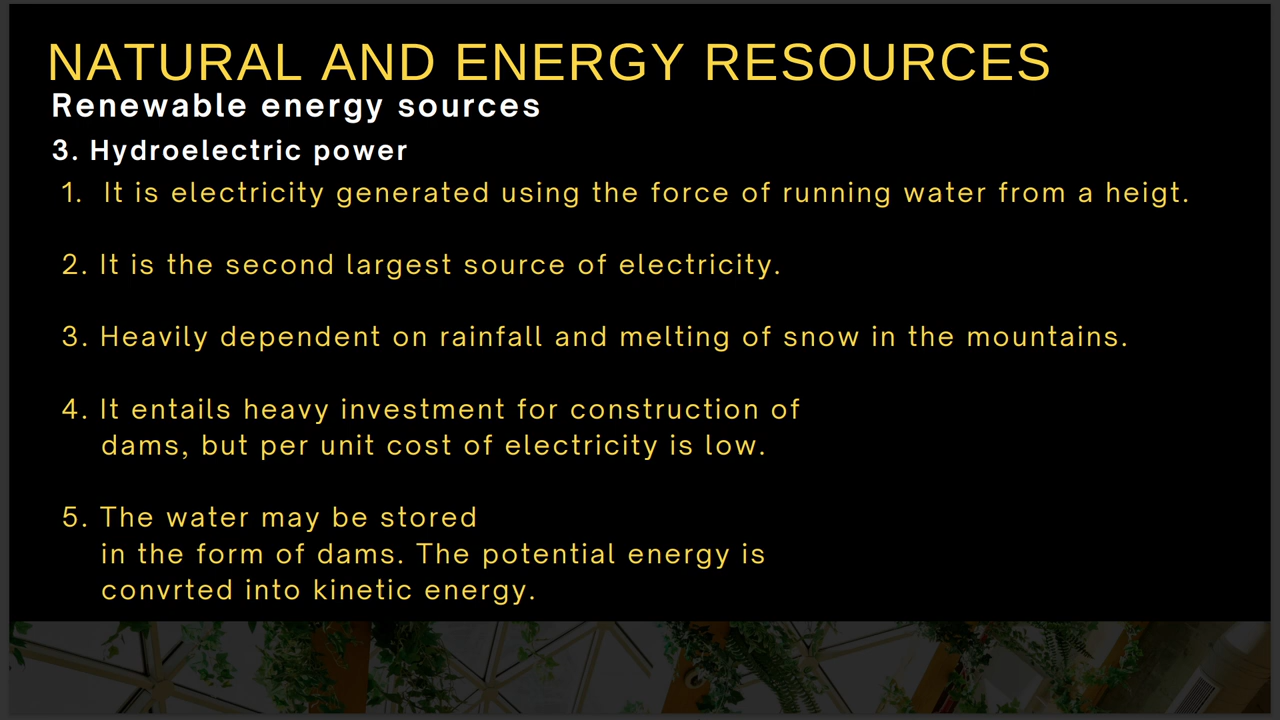 NATURAL AND ENERGY RESOURCES
Renewable energy sources
3. Hydroelectric power
1. It is electricity generated using the force of running water from a heigt.
2. It is the second largest source of electricity.
3. Heavily dependent on rainfall and melting of snow in the mountains.
4. It entails heavy investment for construction of
dams, but per unit cost of electricity is low.
5. The water may be stored
in the form of dams. The potential energy is
convrted into kinetic energy.